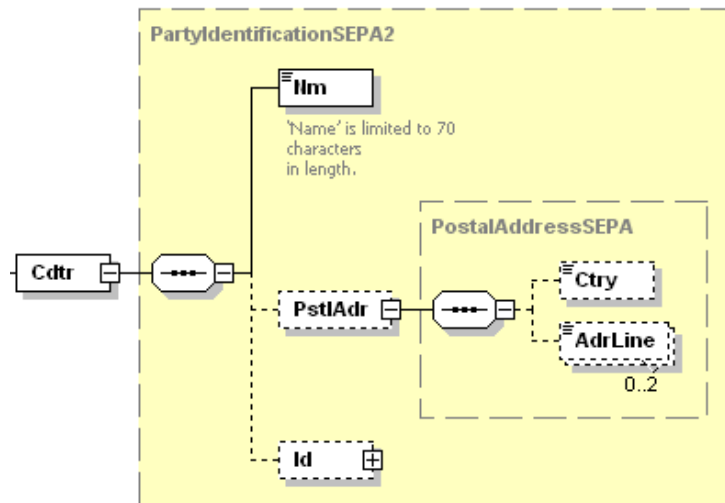 PartyIdentificationSEPA2
Nm
'Name' is limited to 70
characters
in length.
Cdtr
PostalAddressSEPA
Ctry
PstlAdr
AdrLine
0..2
Id